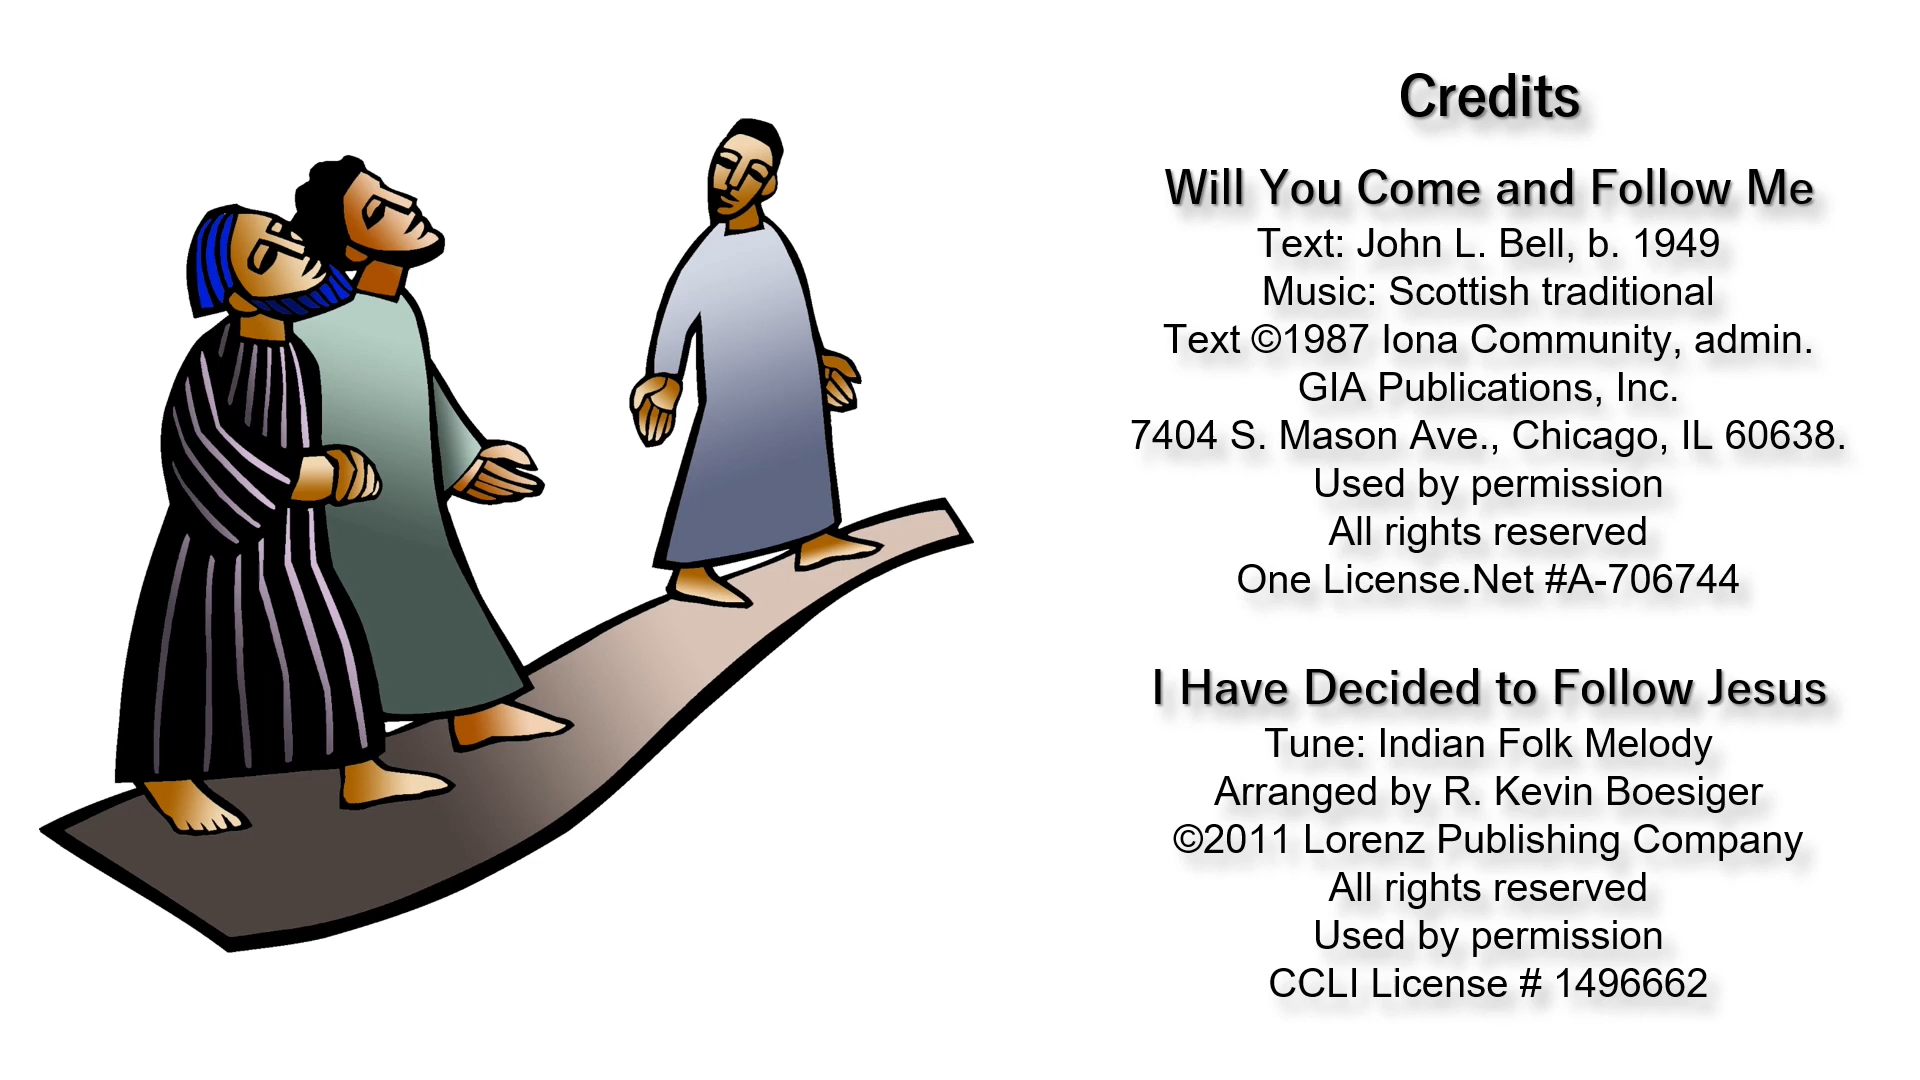 Credits
Will You Come and Follow Me
Text: John L. Bell, b. 1949
Music: Scottish traditional
Text ©1987 Iona Community, admin.
GIA Publications, Inc.
7404 S. Mason Ave., Chicago, IL 60638.
Used by permission
All rights reserved
One License.Net #A-706744
I Have Decided to Follow Jesus
Tune: Indian Folk Melody
Arranged by R. Kevin Boesiger
©2011 Lorenz Publishing Company
All rights reserved
Used by permission
CCLI License # 1496662